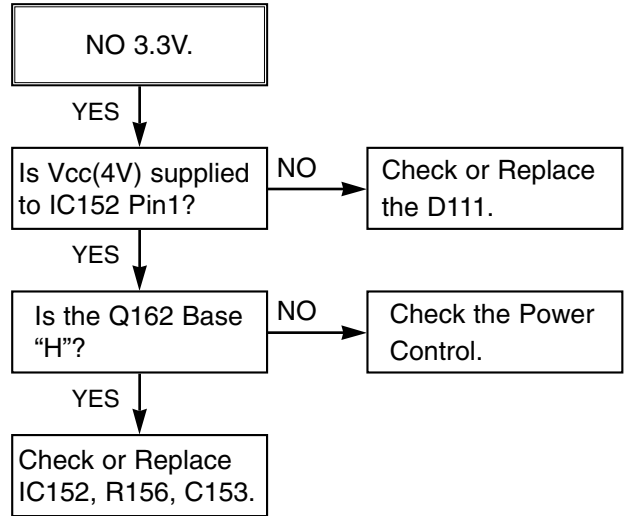 NO 3.3V.
YES
Is Vcc(4V) supplied
to IC152 Pin1?
NO
Check or Replace
the D111.
YES
Is the Q162 Base
“H”?
NO
Check the Power
Control.
YES
Check or Replace
IC152, R156, C153.